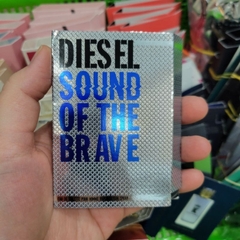 DIESEL
SOUND
OF THE
BRAVE